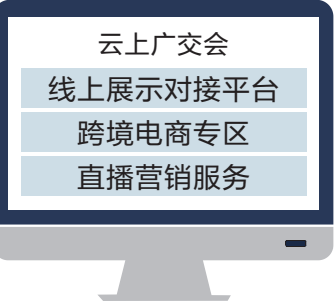 云上广交会
线上展示对接平台
跨境电商专区
直播营销服务